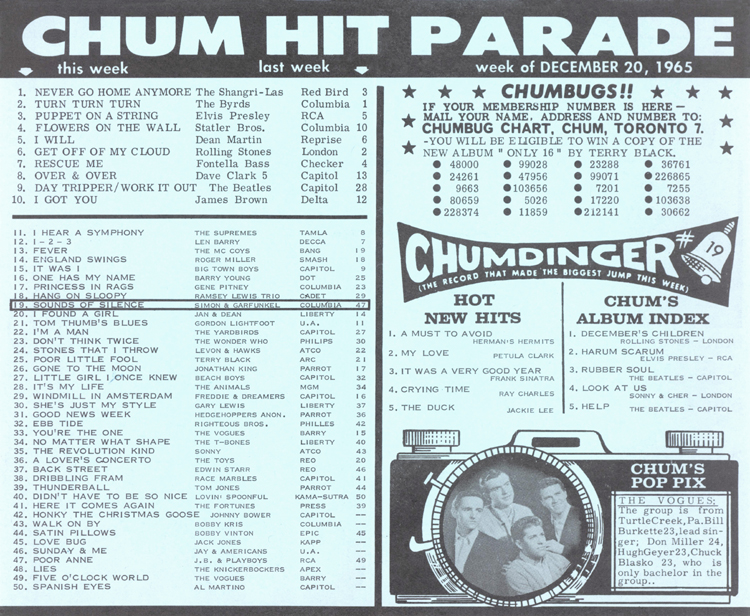 CHUM HIT PARADE
this week last week week of DECEMBER 20, 1965
1. NEVER GO HOME ANYMORE The Shangri-Las Red Bird 3
2. TURN TURN TURN The Byrds Columbia 1
3. PUPPET ON A STRING Elvis Presley RCA 5
4. FLOWERS ON THE WALL Statler Bros. Columbia 10
5. I WILL Dean Martin Reprise 6
6. GET OFF OF MY CLOUD Rolling Stones London 2
7. RESCUE ME Fontella Bass Checker 4
8. OVER & OVER Dave Clark 5 Capitol 13
9. DAY TRIPPER/WORK IT OUT The Beatles Capitol 28
10. I GOT YOU James Brown Delta 12
11. I HEAR A SYMPHONY THE SUPREMES TAMLA 8
12. 1-2-3 LEN BARRY DECCA 7
13. FEVER THE MC COYS BANG 19
14. ENGLAND SWINGS ROGER MILLER SMASH 18
15. IT WAS I BIG TOWN BOYS CAPITOL 9
16. ONE HAS MY NAME BARRY YOUNG DOT 25
17. PRINCESS IN RAGS GENE PITNEY COLUMBIA 23
18. HANG ON SLOOPY RAMSEY LEWIS TRIO CADET 29
19. SOUNDS OF SILENCE SIMON & GARFUNKEL COLUMBIA 47
20. I FOUND A GIRL JAN & DEAN LIBERTY 14
21. TOM THUMB'S BLUES GORDON LIGHTFOOT U.A. 11
22. I'M A MAN THE YARDBIRDS CAPITOL 27
23. DON'T THINK TWICE THE WONDER WHO PHILIPS 30
24. STONES THAT I THROW LEVON & HAWKS ATCO 22
25. POOR LITTLE FOOL TERRY BLACK ARC 21
26. GONE TO THE MOON JONATHAN KING PARROT 17
27. LITTLE GIRL I ONCE KNEW BEACH BOYS CAPITOL 32
28. IT'S MY LIFE THE ANIMALS MGM 34
29. WINDMILL IN AMSTERDAM FREDDIE & DREAMERS CAPITOL 16
30. SHE'S JUST MY STYLE GARY LEWIS LIBERTY 37
31. GOOD NEWS WEEK HEDGEHOPPERS ANON. PARROT 36
32. EBB TIDE RIGHTEOUS BROS. PHILLES 42
33. YOU'RE THE ONE THE VOGUES BARRY 15
34. NO MATTER WHAT SHAPE THE T-BONES LIBERTY 40
35. THE REVOLUTION KIND SONNY ATCO 43
36. A LOVER'S CONCERTO THE TOYS REO 20
37. BACK STREET EDWIN STARR REO 46
38. DRIBBLING FRAM RACE MARBLES CAPITOL 41
39. THUNDERBALL TOM JONES PARROT 44
40. DIDN'T HAVE TO BE SO NICE LOVIN' SPOONFUL KAMA-SUTRA 50
41. HERE IT COMES AGAIN THE FORTUNES PRESS 39
42. HONKY THE CHRISTMAS GOOSE JOHNNY BOWER CAPITOL --
43. WALK ON BY BOBBY KRIS COLUMBIA --
44. SATIN PILLOWS BOBBY VINTON EPIC 45
45. LOVE BUG JACK JONES KAPP --
46. SUNDAY & ME JAY & AMERICANS U.A. --
47. POOR ANNE J.B. & PLAYBOYS RCA 49
48. LIES THE KNICKERBOCKERS APEX --
49. FIVE O'CLOCK WORLD THE VOGUES BARRY --
50. SPANISH EYES AL MARTINO CAPITOL --
CHUMBUGS!!
IF YOUR MEMBERSHIP NUMBER IS HERE —
MAIL YOUR NAME, ADDRESS AND NUMBER TO:
CHUMBUG CHART, CHUM, TORONTO 7.
-YOU WILL BE ELIGIBLE TO WIN A COPY OF THE
NEW ALBUM "ONLY 16" BY TERRY BLACK.
48000 99028 23288 36761
24261 47956 99071 226865
9663 103656 7201 7255
80659 5026 17220 103638
228374 11859 212141 30662
CHUMDINGER #19
(THE RECORD THAT MADE THE BIGGEST JUMP THIS WEEK)
HOT
NEW HITS
1. A MUST TO AVOID
HERMAN'S HERMITS
2. MY LOVE
PETULA CLARK
3. IT WAS A VERY GOOD YEAR
FRANK SINATRA
4. CRYING TIME
RAY CHARLES
5. THE DUCK
JACKIE LEE
CHUM'S
ALBUM INDEX
1. DECEMBER'S CHILDREN
ROLLING STONES - LONDON
2. HARUM SCARUM
ELVIS PRESLEY - RCA
3. RUBBER SOUL
THE BEATLES - CAPITOL
4. LOOK AT US
SONNY & CHER - LONDON
5. HELP
THE BEATLES - CAPITOL
CHUM'S
POP PIX
THE VOGUES:
The group is from
TurtleCreek,Pa.Bill
Burkette23,lead sin-
ger; Don Miller 24,
HughGeyer23,Chuck
Blasko 23, who is
only bachelor in the
group..